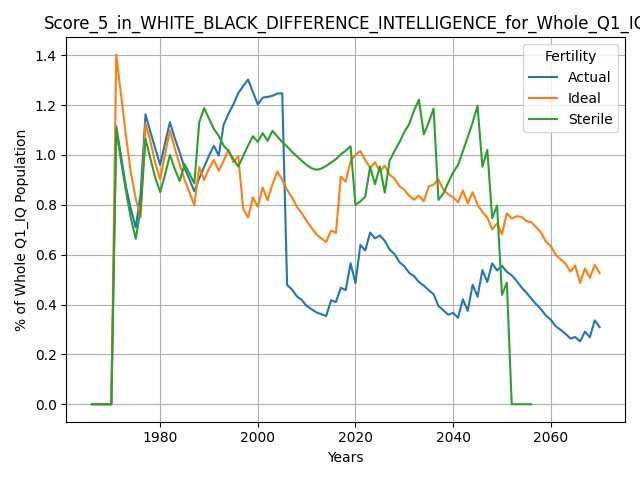 Score_5_in_WHITE_BLACK_DIFFERENCE_INTELLIGENCE_for_Whole_Q1_IQ
Fertility
Actual
Ideal
Sterile
% of Whole Q1_IQ Population
1.4
1.2
1.0
0.8
0.6
0.4
0.2
0.0
1980 2000 2020 2040 2060
Years